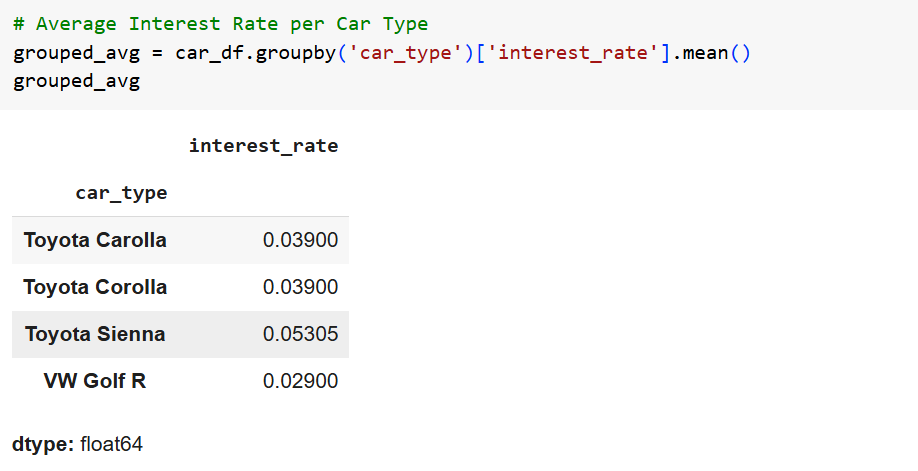 # Average Interest Rate per Car Type
grouped_avg = car_df.groupby('car_type')['interest_rate'].mean()
grouped_avg
interest_rate
car_type
Toyota Carolla 0.03900
Toyota Corolla 0.03900
Toyota Sienna 0.05305
VW Golf R 0.02900
dtype: float64